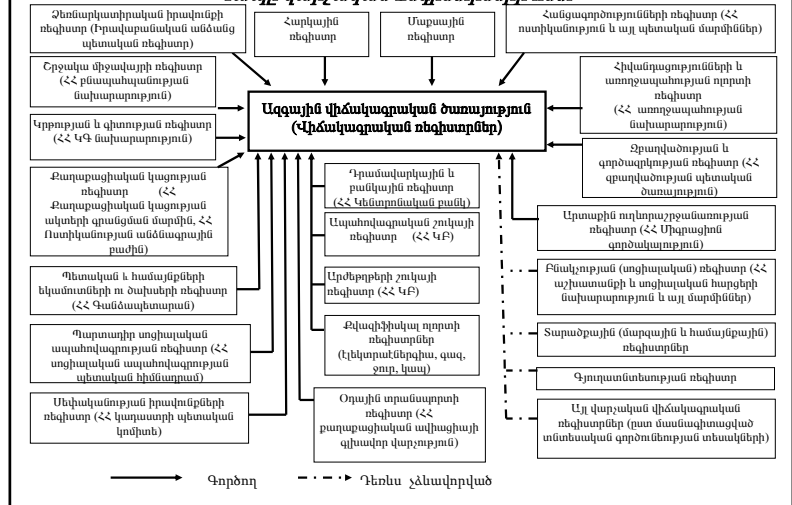 Ձեռնարկատիրական իրավունքի
ռեգիստր (Իրավաբանական անձանց
պետական ռեգիստր)
Հարկային
ռեգիստր
Մաքսային
ռեգիստր
Հանցագործությունների ռեգիստր (ՀՀ
ոստիկանություն և այլ պետական մարմիններ)
Շրջակա միջավայրի ռեգիստր
(ՀՀ բնապահպանության
նախարարություն)
Կրթության և գիտության ռեգիստր
(ՀՀ ԿԳ նախարարություն)
Քաղաքացիական կացության
ռեգիստր (ՀՀ
Քաղաքացիական կացության
ակտերի գրանցման մարմին, ՀՀ
Ոստիկանության անձնագրային
բաժին)
Ազգային վիճակագրական ծառայություն
(Վիճակագրական ռեգիստրներ)
Հիվանդացությունների և
առողջապահության ոլորտի
ռեգիստր
(ՀՀ առողջապահության
նախարարություն)
Զբաղվածության և
գործազրկության ռեգիստր (ՀՀ
զբաղվածության պետական
ծառայություն)
Արտաքին ուղևորաշրջանառության
ռեգիստր (ՀՀ Միգրացիոն
գործակալություն)
Դրամավարկային և
բանկային ռեգիստր
(ՀՀ Կենտրոնական բանկ)
Ապահովագրական շուկայի
ռեգիստր (ՀՀ ԿԲ)
Արժեթղթերի շուկայի
ռեգիստր (ՀՀ ԿԲ)
Քվազիֆիսկալ ոլորտի
ռեգիստրներ
(էլեկտրաէներգիա, գազ,
ջուր, կապ)
Օդային տրանսպորտի
ռեգիստր (ՀՀ
քաղաքացիական ավիացիայի
գլխավոր վարչություն)
Պետական և համայնքների
եկամուտների ու ծախսերի ռեգիստր
(ՀՀ Գանձապետարան)
Պարտադիր սոցիալական
ապահովագրության ռեգիստր (ՀՀ
սոցիալական ապահովագրության
պետական հիմնադրամ)
Սեփականության իրավունքների
ռեգիստր (ՀՀ կադաստրի պետական
կոմիտե)
Բնակչության (սոցիալական) ռեգիստր (ՀՀ
աշխատանքի և սոցիալական հարցերի
նախարարություն և այլ մարմիններ)
Տարածքային (մարզային և համայնքային)
ռեգիստրներ
Գյուղատնտեսության ռեգիստր
Այլ վարչական վիճակագրական
ռեգիստրներ (ըստ մասնագիտացված
տնտեսական գործունեության տեսակների)
Գործող
Դեռևս չձևավորված